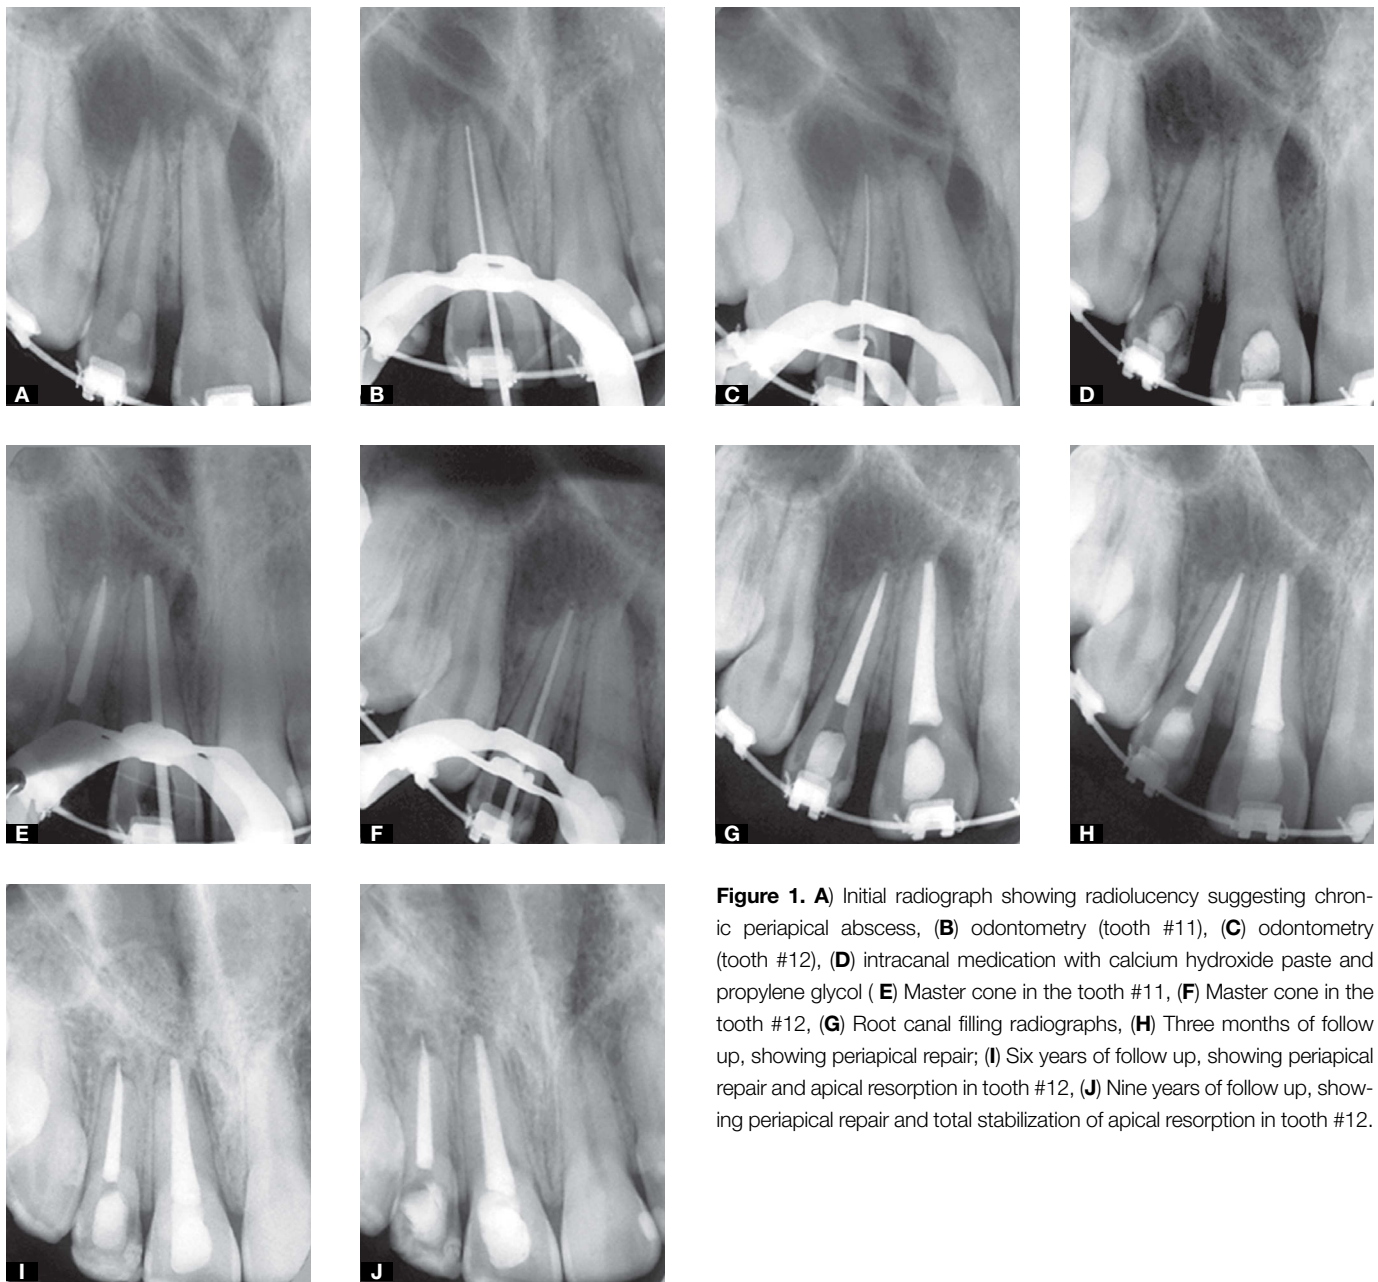 A
B
C
D
E
F
G
H
I
J
Figure 1. A) Initial radiograph showing radiolucency suggesting chron-
ic periapical abscess, (B) odontometry (tooth #11), (C) odontometry
(tooth #12), (D) intracanal medication with calcium hydroxide paste and
propylene glycol ( E) Master cone in the tooth #11, (F) Master cone in the
tooth #12, (G) Root canal filling radiographs, (H) Three months of follow
up, showing periapical repair; (I) Six years of follow up, showing periapical
repair and apical resorption in tooth #12, (J) Nine years of follow up, show-
ing periapical repair and total stabilization of apical resorption in tooth #12.